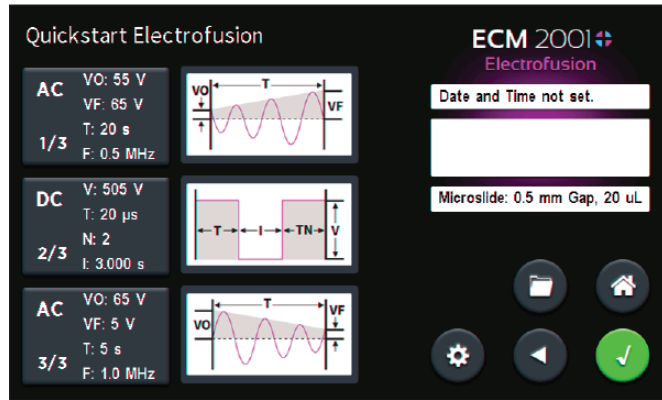 Quickstart Electrofusion
ECM 2001
Electrofusion
AC
1/3
VO: 55 V
VF: 65 V
T: 20 s
F: 0.5 MHz
VO
T
VF
Date and Time not set.
DC
2/3
V: 505 V
T: 20 µs
N: 2
I: 3.000 s
T
I
TN
V
Microslide: 0.5 mm Gap, 20 uL
AC
3/3
VO: 65 V
VF: 5 V
T: 5 s
F: 1.0 MHz
VO
T
VF